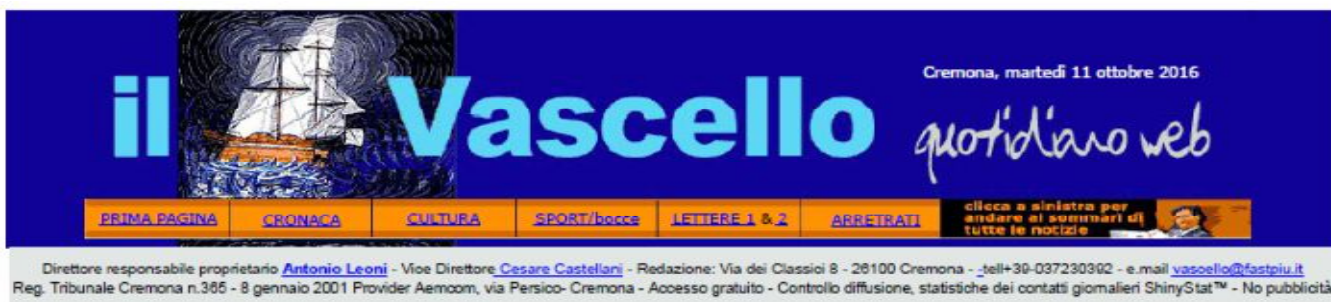 Cremona, martedì 11 ottobre 2016
il Vascello
quotidiano web
PRIMA PAGINA CRONACA CULTURA SPORT/bocce LETTERE 1 & 2 ARRETRATI
clicca a sinistra per
andare ai sommari di
tutte le notizie
Direttore responsabile proprietario Antonio Leoni - Vice Direttore Cesare Castellani - Redazione: Via dei Classici 8 - 26100 Cremona - -tell+39-037230392 - e.mail vascello@fastpiu.it
Reg. Tribunale Cremona n.365 - 8 gennaio 2001 Provider Aemcom, via Persico- Cremona - Accesso gratuito - Controllo diffusione, statistiche dei contatti giornalieri ShinyStat™ - No pubblicità